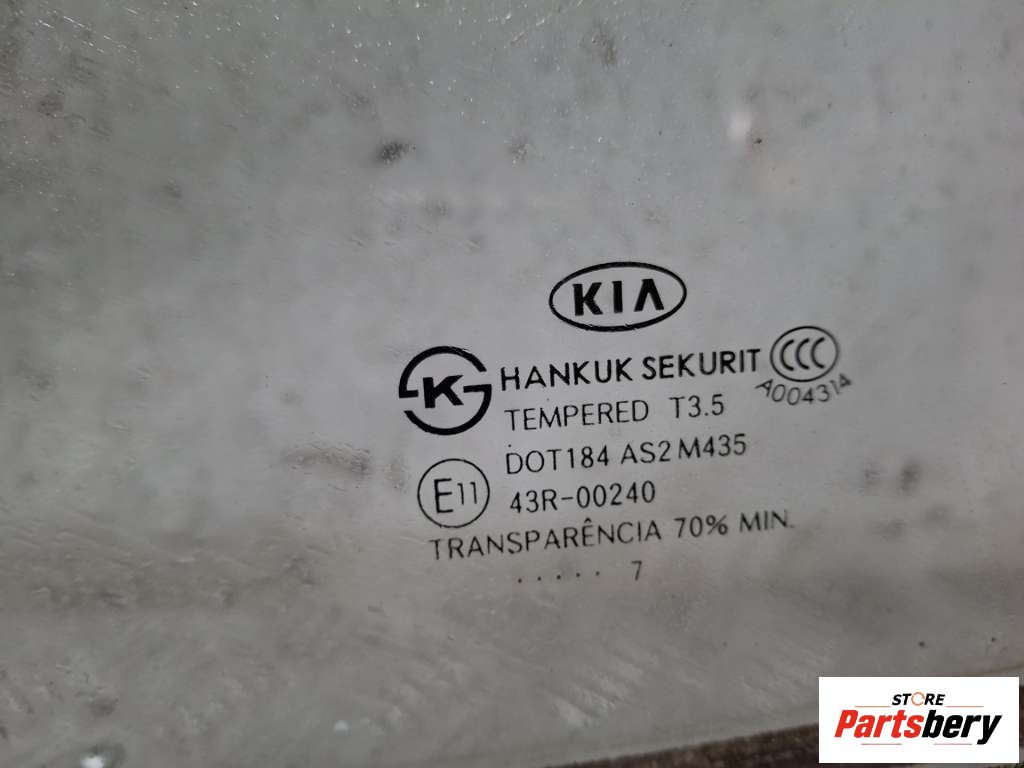 KIA
K HANKUK SEKURIT CCC
A004314
TEMPERED T3.5
DOT184 AS2 M435
E11 43R-00240
TRANSPARÊNCIA 70% MIN.
..... 7
STORE
Partsbery